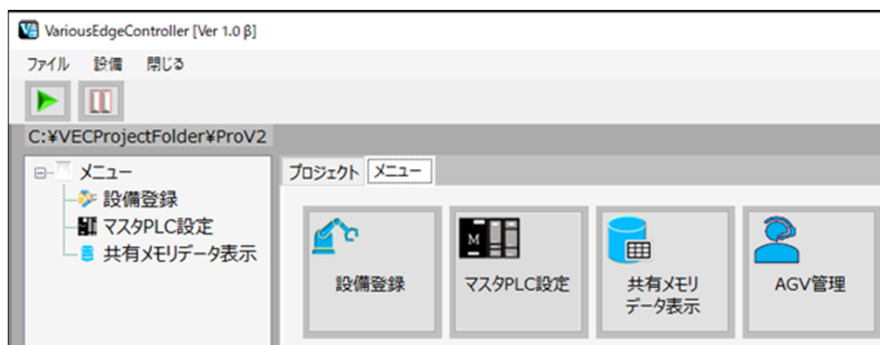 VariousEdgeController [Ver 1.0 β]
ファイル 設備 閉じる
C:¥VECProjectFolder¥ProV2
メニュー
設備登録
マスタPLC設定
共有メモリデータ表示
プロジェクト メニュー
設備登録
M
マスタPLC設定
共有メモリ
データ表示
AGV管理